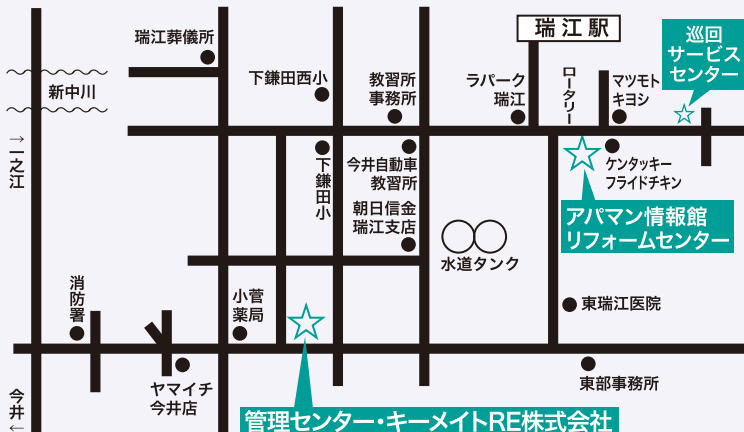 瑞江駅
巡回
サービス
センター
瑞江葬儀所
下鎌田西小
教習所
事務所
ラパーク
瑞江
ロータリー
マツモト
キヨシ
新中川
→一之江
下鎌田小
今井自動車
教習所
ケンタッキー
フライドチキン
朝日信金
瑞江支店
アパマン情報館
リフォームセンター
水道タンク
消防署
小菅
薬局
東瑞江医院
ヤマイチ
今井店
東部事務所
今井←
管理センター・キーメイトRE株式会社